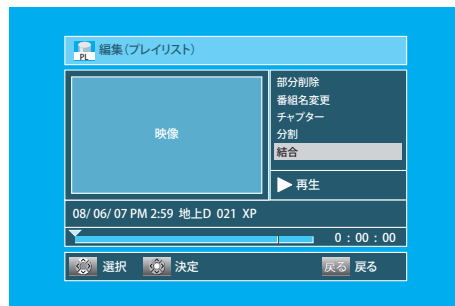 PL 編集(プレイリスト)
映像
部分削除
番組名変更
チャプター
分割
結合
再生
08/ 06/ 07 PM 2:59 地上D 021 XP
0 : 00 : 00
選択 決定 戻る 戻る